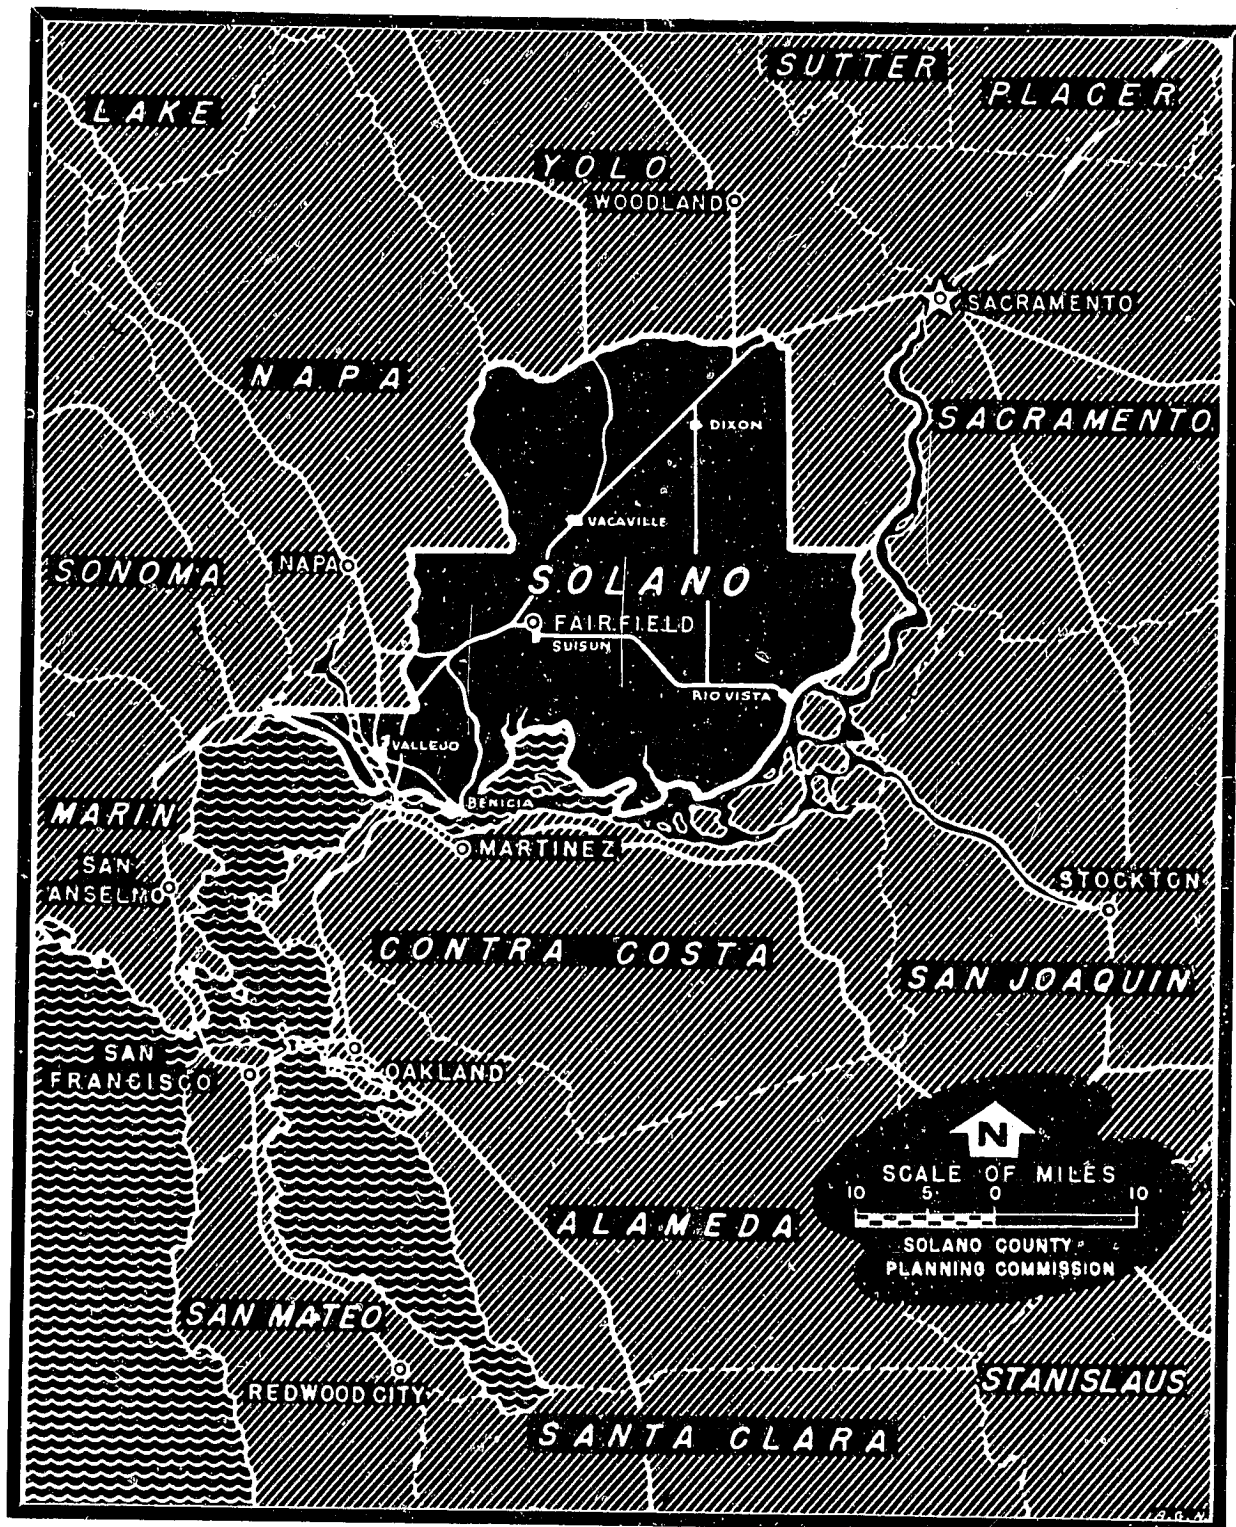 SUTTER
PLACER
LAKE
YOLO
WOODLAND
SACRAMENTO
NAPA
SACRAMENTO
DIXON
VACAVILLE
SONOMA
NAPA
SOLANO
FAIRFIELD
SUISUN
RIO VISTA
VALLEJO
BENICIA
MARIN
MARTINEZ
SAN
ANSELMO
STOCKTON
CONTRA COSTA
SAN JOAQUIN
SAN
FRANCISCO
OAKLAND
N
SCALE OF MILES
10 5 0 10
SOLANO COUNTY
PLANNING COMMISSION
ALAMEDA
SAN MATEO
REDWOOD CITY
STANISLAUS
SANTA CLARA